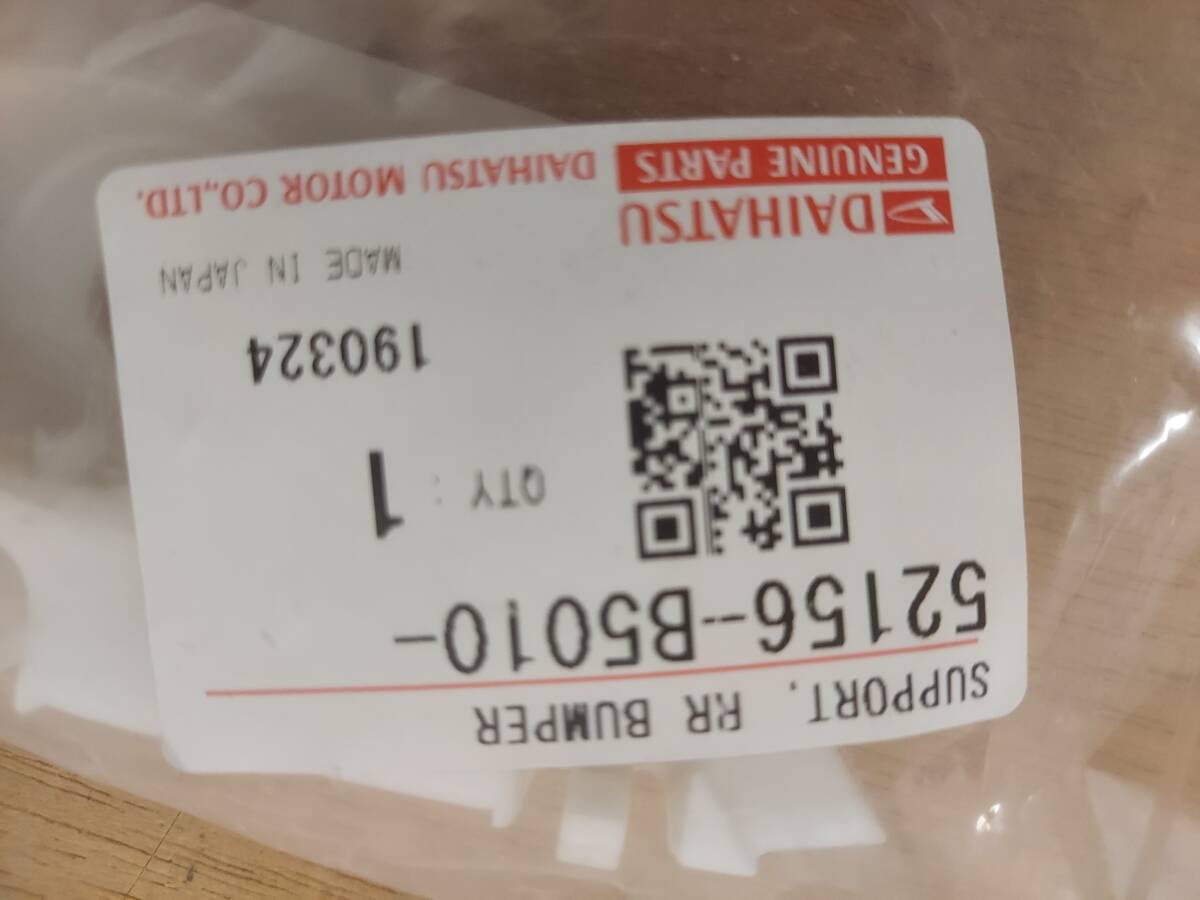 SUPPORT, RR BUMPER
52156--B5010-
QTY : 1
190324
MADE IN JAPAN
DAIHATSU
GENUINE PARTS DAIHATSU MOTOR CO.,LTD.